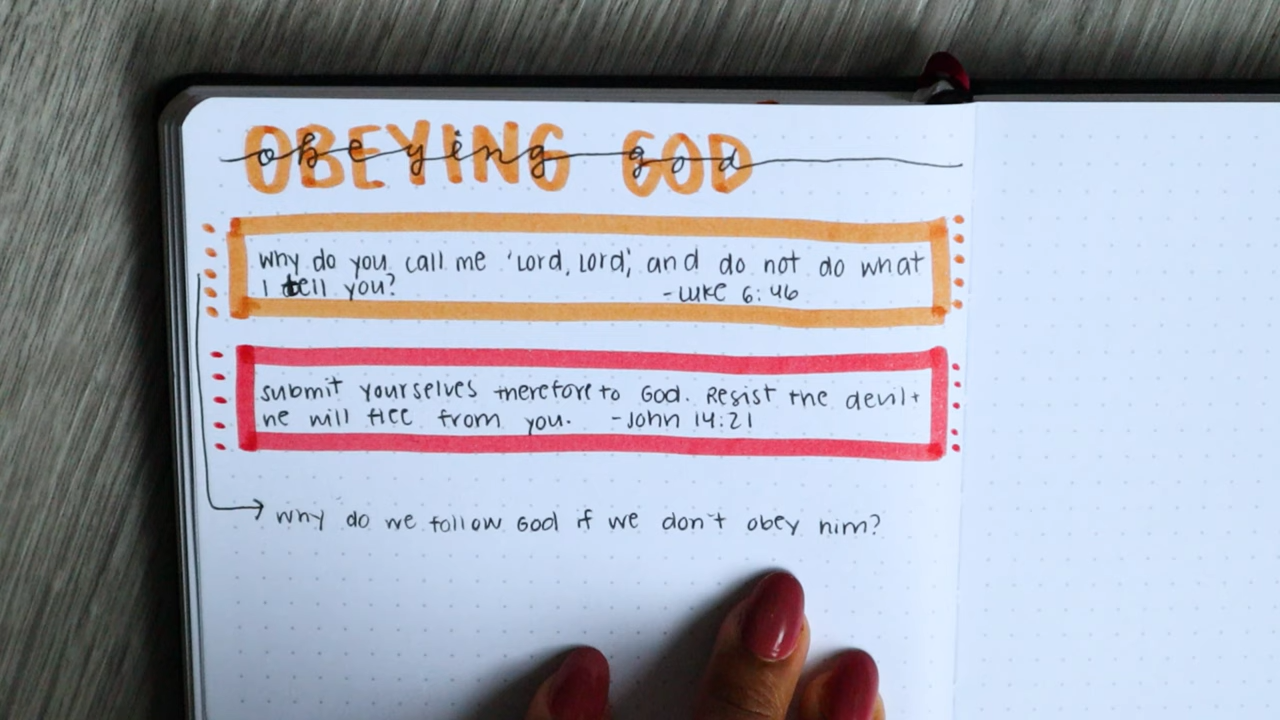 OBEYING GOD
obeying god
why do you call me 'Lord, Lord', and do not do what
I tell you?
-Luke 6:46
submit yourselves therefore to God. Resist the devil +
he will flee from you. -John 14:21
why do we follow God if we don't obey him?